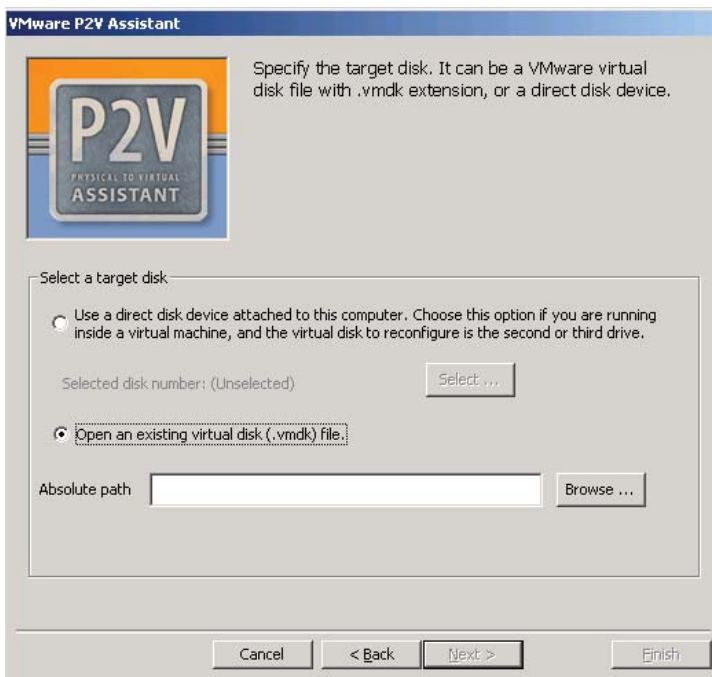 VMware P2V Assistant
P2V
PHYSICAL TO VIRTUAL
ASSISTANT
Specify the target disk. It can be a VMware virtual
disk file with .vmdk extension, or a direct disk device.
Select a target disk
Use a direct disk device attached to this computer. Choose this option if you are running
inside a virtual machine, and the virtual disk to reconfigure is the second or third drive.
Selected disk number: (Unselected)
Select ...
Open an existing virtual disk (.vmdk) file.
Absolute path
Browse ...
Cancel
< Back
Next >
Finish